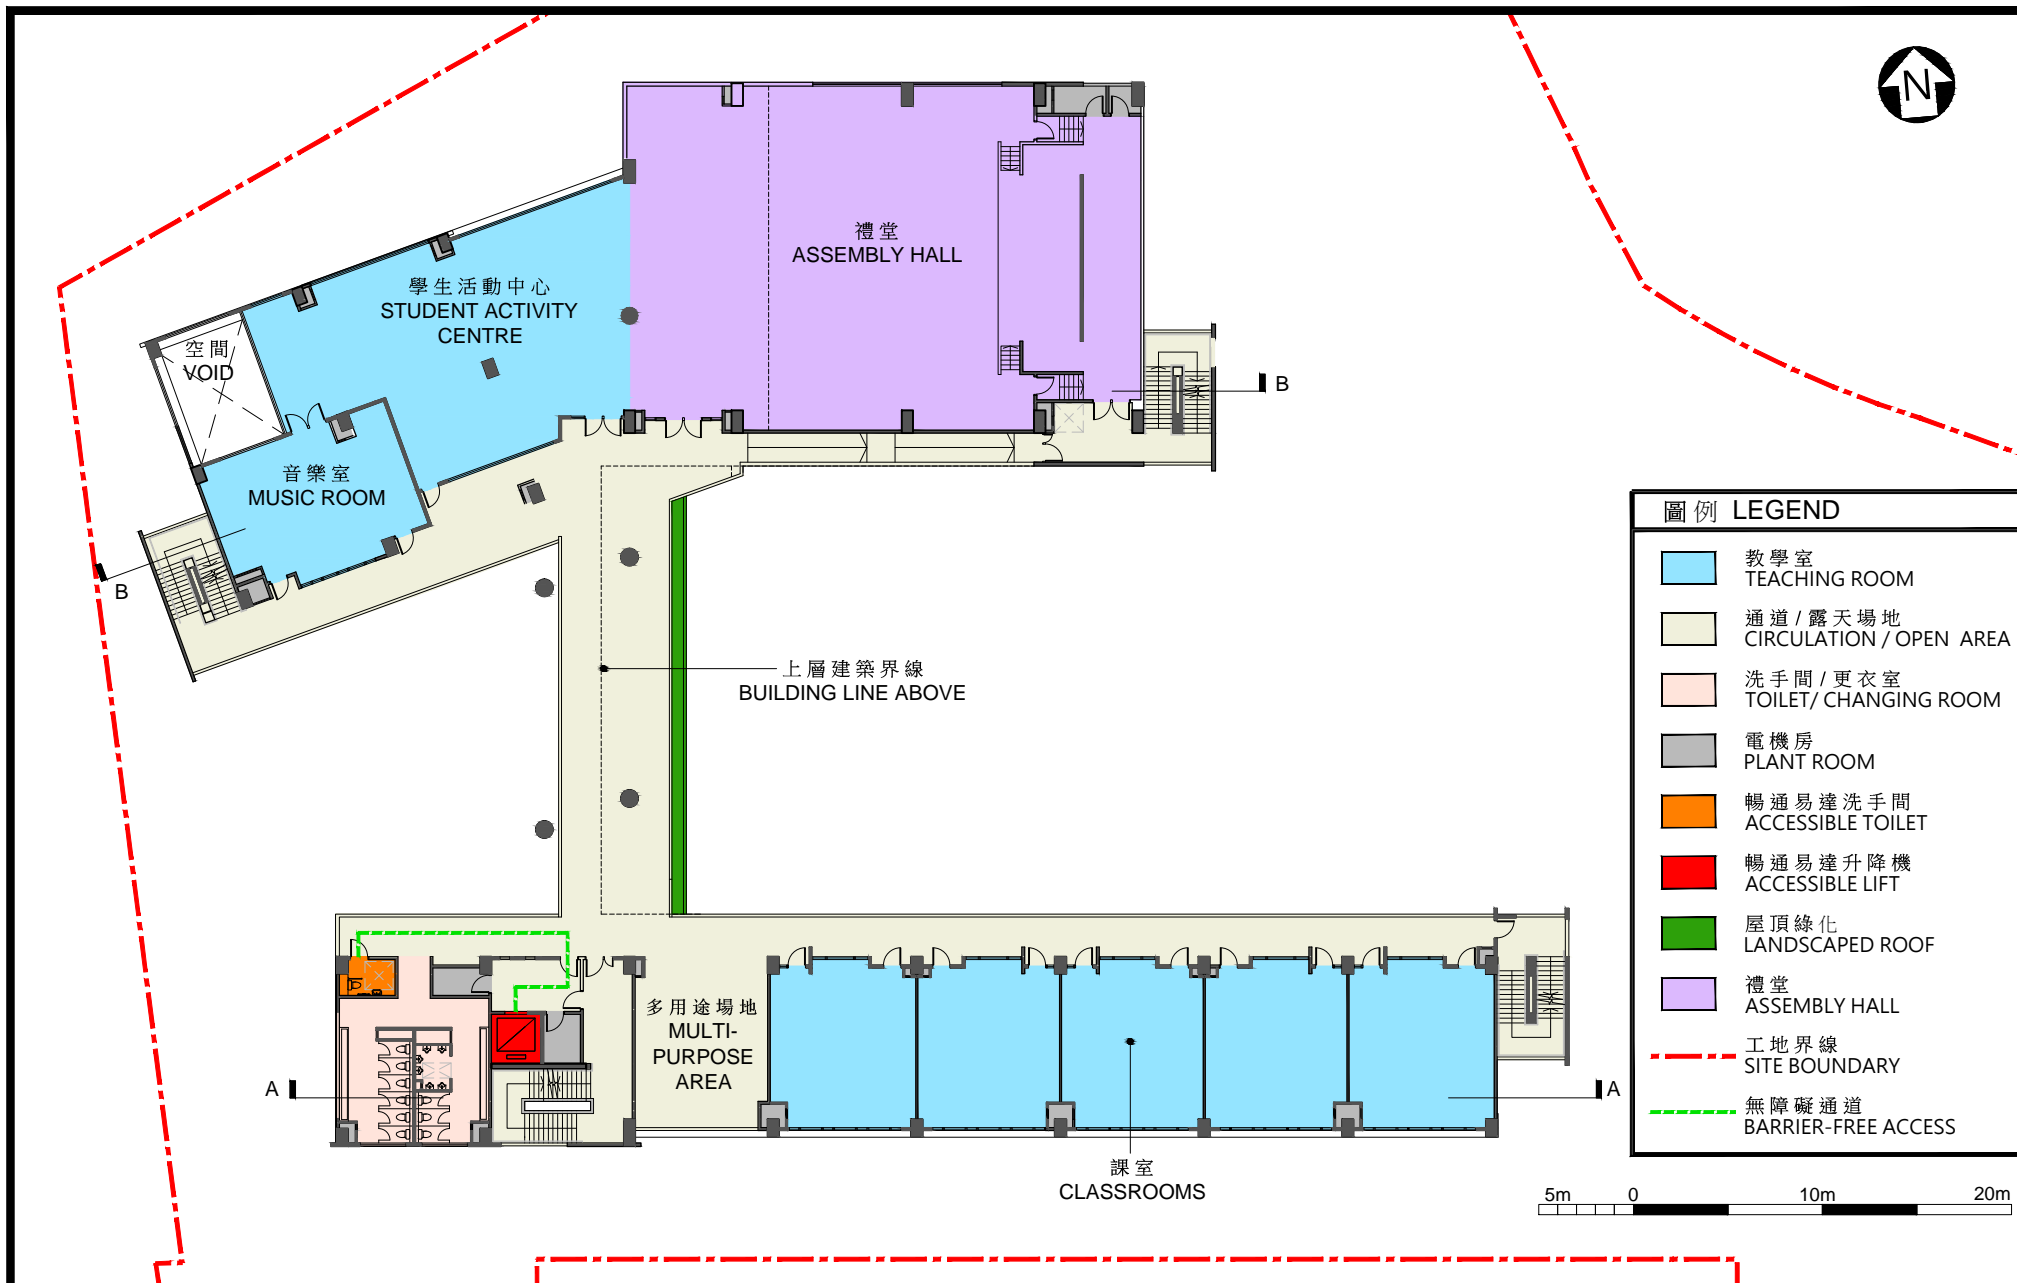 N
禮堂
ASSEMBLY HALL
學生活動中心
STUDENT ACTIVITY
CENTRE
空間
VOID
B
音樂室
MUSIC ROOM
B
上層建築界線
BUILDING LINE ABOVE
多用途場地
MULTI-
PURPOSE
AREA
A
A
課室
CLASSROOMS
圖例 LEGEND
教學室
TEACHING ROOM
通道/露天場地
CIRCULATION / OPEN AREA
洗手間/更衣室
TOILET/ CHANGING ROOM
電機房
PLANT ROOM
暢通易達洗手間
ACCESSIBLE TOILET
暢通易達升降機
ACCESSIBLE LIFT
屋頂綠化
LANDSCAPED ROOF
禮堂
ASSEMBLY HALL
工地界線
SITE BOUNDARY
無障礙通道
BARRIER-FREE ACCESS
5m 0 10m 20m